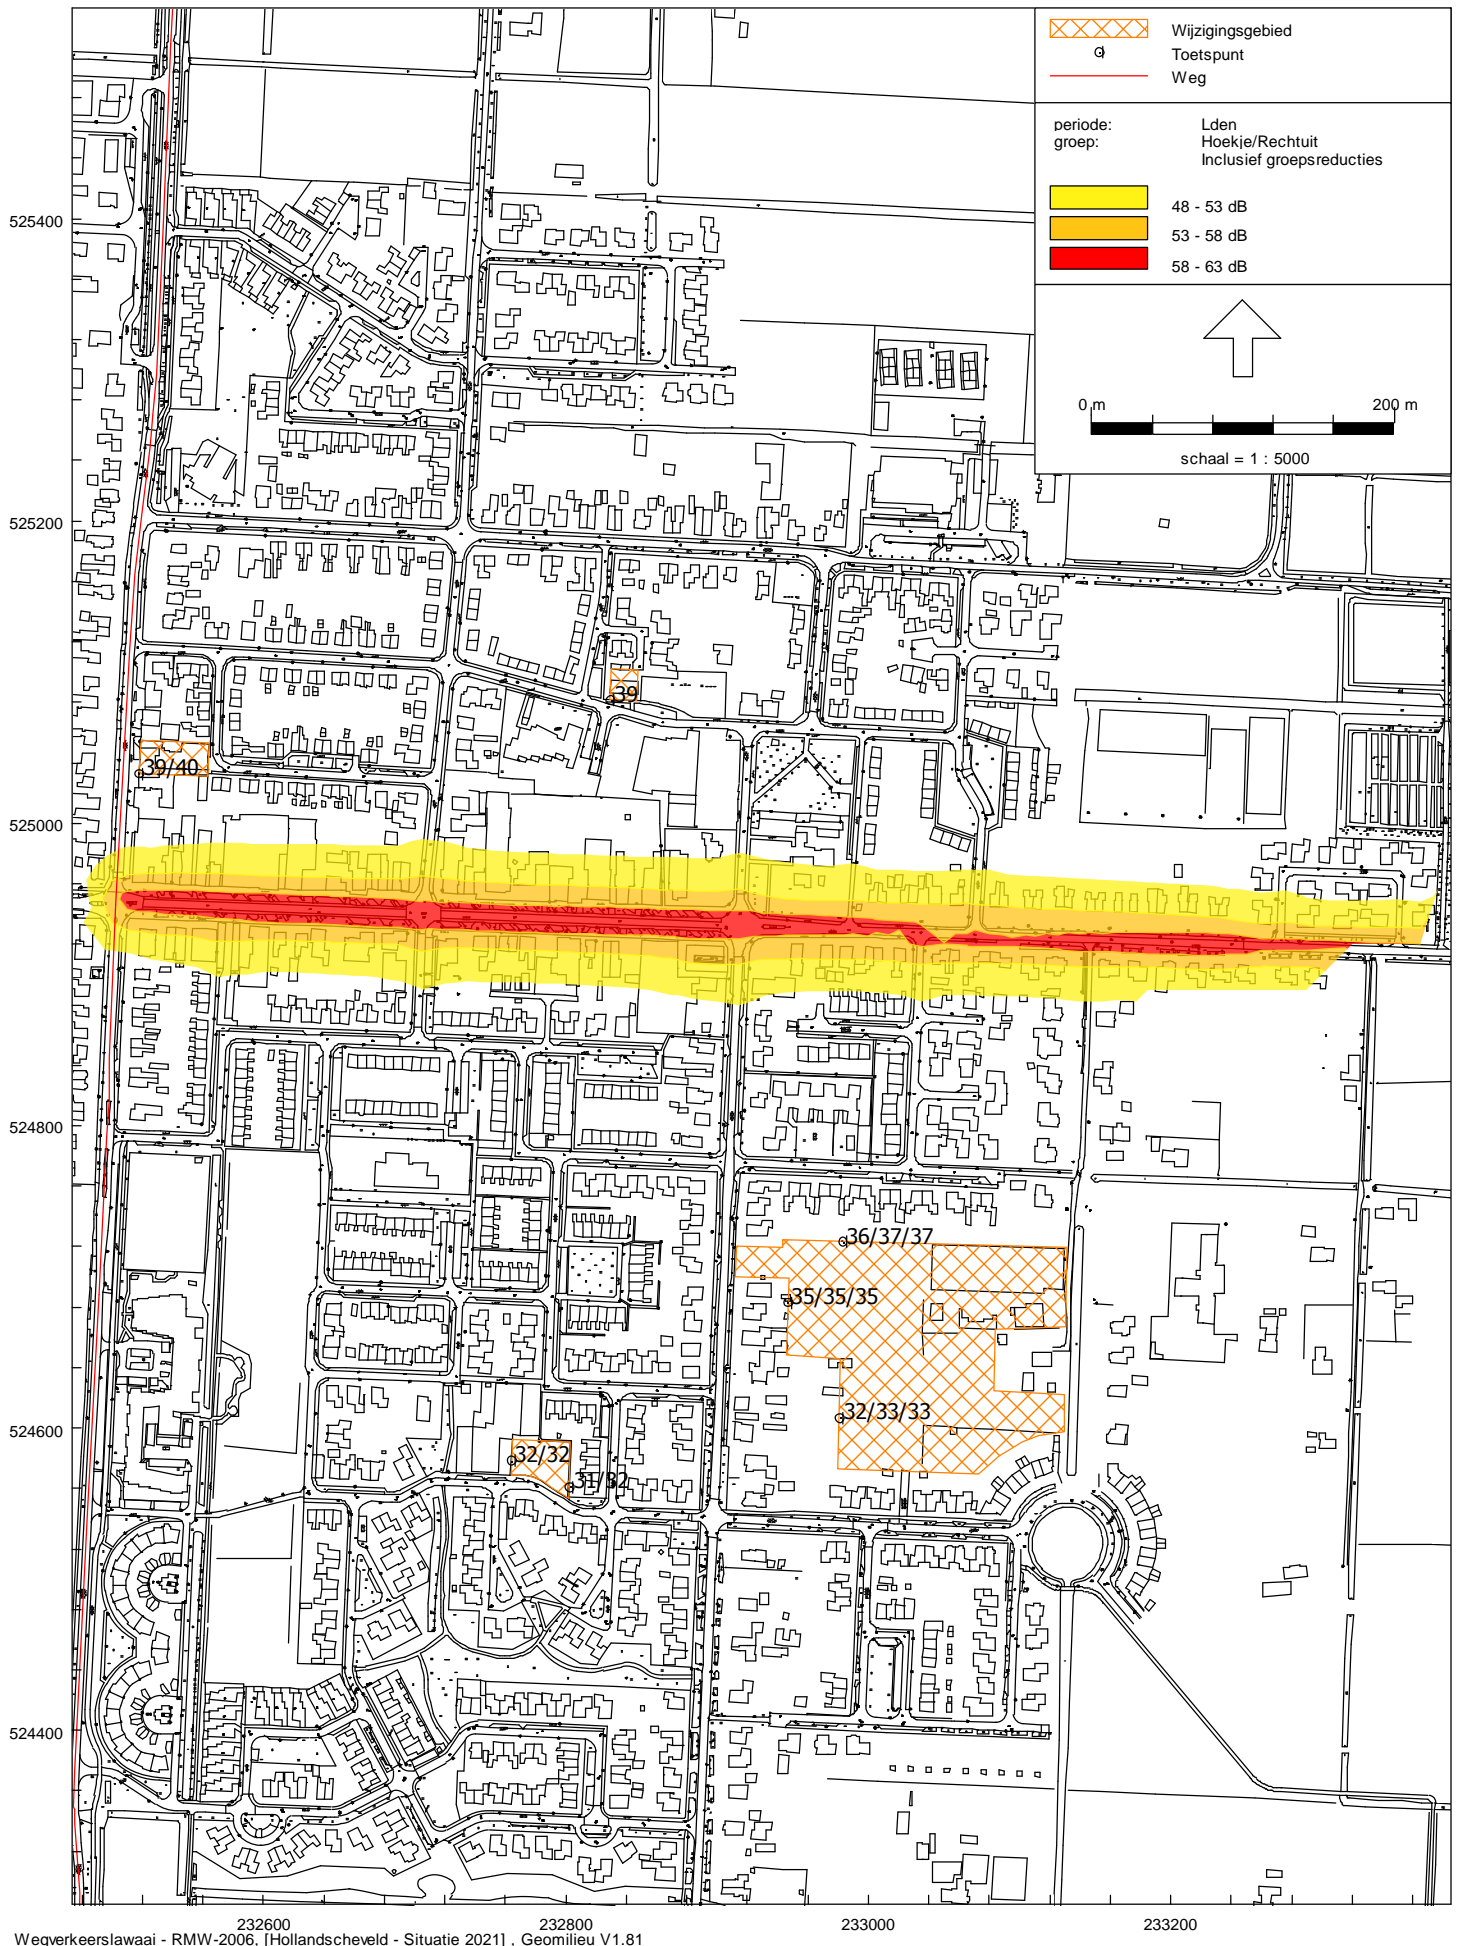 Wijzigingsgebied
Toetspunt
Weg
periode: Lden
groep: Hoekje/Rechtuit
Inclusief groepsreducties
48 - 53 dB
53 - 58 dB
58 - 63 dB
0 m 200 m
schaal = 1 : 5000
525400
525200
39
39/40
525000
524800
36/37/37
35/35/35
32/33/33
524600
32/32
31/32
524400
232600 232800 233000 233200
Wegverkeerslawaai - RMW-2006, [Hollandscheveld - Situatie 2021] , Geomilieu V1.81